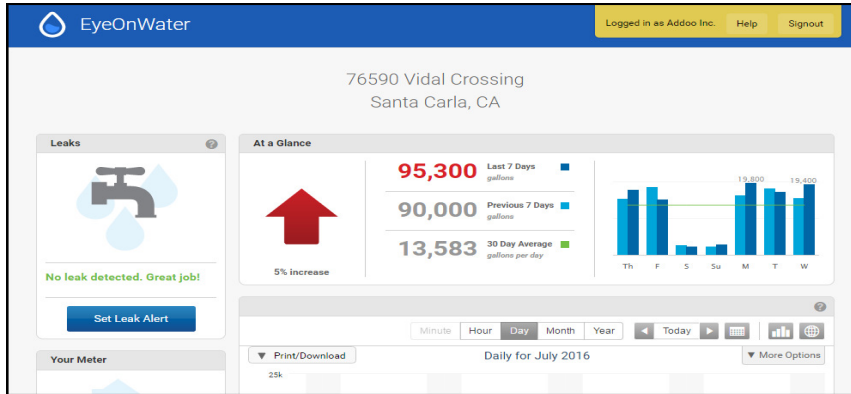 EyeOnWater
Logged in as Addoo Inc. Help Signout
76590 Vidal Crossing
Santa Carla, CA
Leaks ?
No leak detected. Great job!
Set Leak Alert
Your Meter
At a Glance
5% increase
95,300 Last 7 Days
gallons
90,000 Previous 7 Days
gallons
13,583 30 Day Average
gallons per day
19,800 19,400
Th F S Su M T W
?
Minute Hour Day Month Year Today
Print/Download Daily for July 2016 More Options
25k